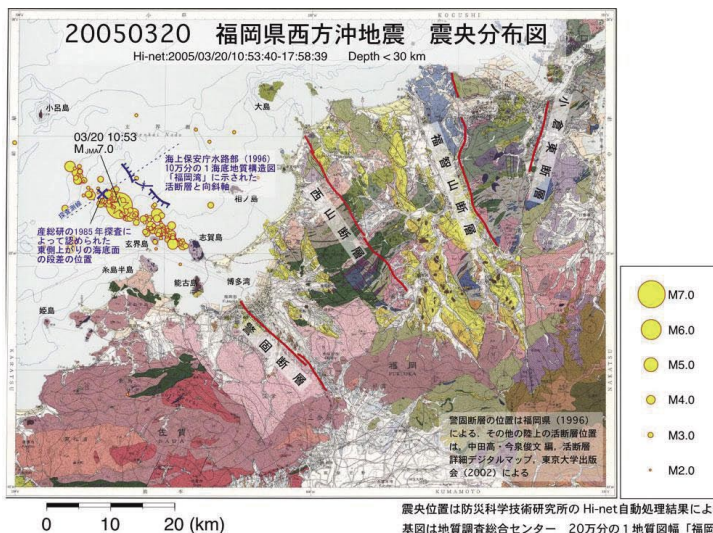 20050320 福岡県西方沖地震 震央分布図
Hi-net:2005/03/20/10:53:40-17:58:39 Depth < 30 km
KOKUSHI
小呂島
大島
03/20 10:53
MJMA7.0
海上保安庁水路部（1996）
10万分の１海底地質構造図
「福岡湾」に示された
活断層と向斜軸
相ノ島
産総研の1985年探査に
よって認められた
東側上がりの海底面
の段差の位置
玄界島
志賀島
糸島半島
能古島
博多湾
姫島
西山断層
福智山断層
小倉東断層
警固断層
福岡
FUKUOKA
佐賀
SAGA
KARATSU
NAKATSU
KUMAMOTO
警固断層の位置は福岡県（1996）
による．その他の陸上の活断層位置
は，中田高・今泉俊文 編，活断層
詳細デジタルマップ，東京大学出版
会（2002）による
M7.0
M6.0
M5.0
M4.0
M3.0
M2.0
0 10 20 (km)
震央位置は防災科学技術研究所の Hi-net自動処理結果によ
基図は地質調査総合センター 20万分の１地質図幅「福岡